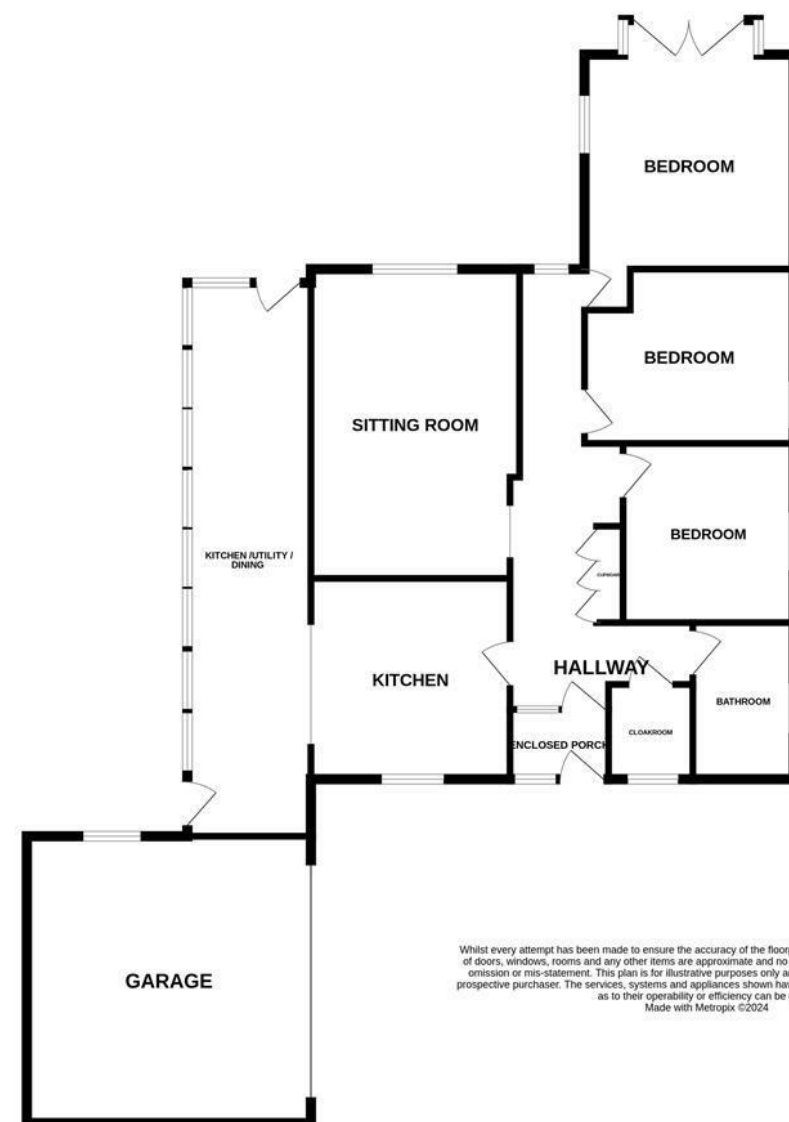 BEDROOM
BEDROOM
SITTING ROOM
BEDROOM
KITCHEN /UTILITY /
DINING
CUPBOARD
HALLWAY
KITCHEN
BATHROOM
CLOAKROOM
ENCLOSED PORCH
GARAGE
Whilst every attempt has been made to ensure the accuracy of the
of doors, windows, rooms and any other items are approximate and no
omission or mis-statement. This plan is for illustrative purposes only
prospective purchaser. The services, systems and appliances shown
as to their operability or efficiency can be
Made with Metropix ©2024